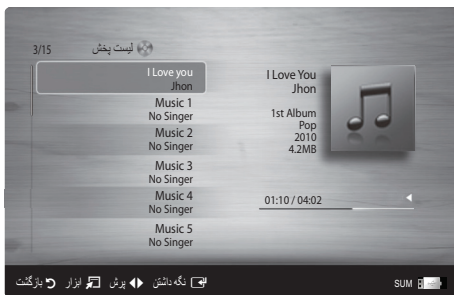 لیست پخش
3/15
I Love you
Jhon
Music 1
No Singer
Music 2
No Singer
Music 3
No Singer
Music 4
No Singer
Music 5
No Singer
I Love You
Jhon
1st Album
Pop
2010
4.2MB
01:10 / 04:02
SUM
نگه داشتن پرش ابزار بازگشت